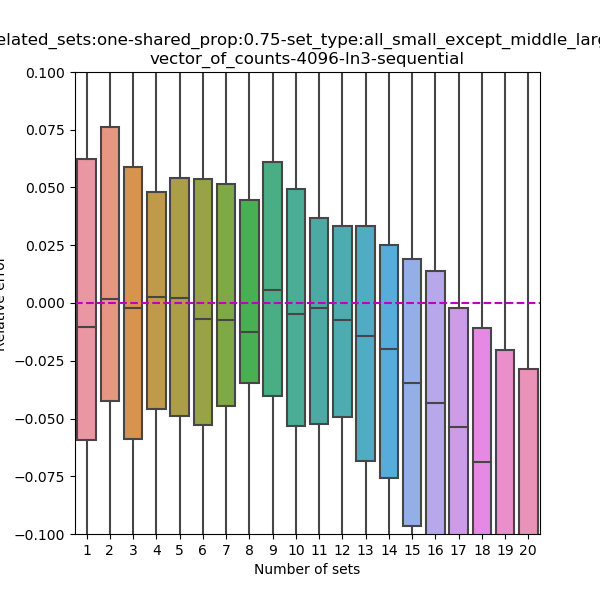 elated_sets:one-shared_prop:0.75-set_type:all_small_except_middle_larg
vector_of_counts-4096-ln3-sequential
0.100
0.075
0.050
0.025
0.000
−0.025
−0.050
−0.075
−0.100
Relative error
1 2 3 4 5 6 7 8 9 10 11 12 13 14 15 16 17 18 19 20
Number of sets